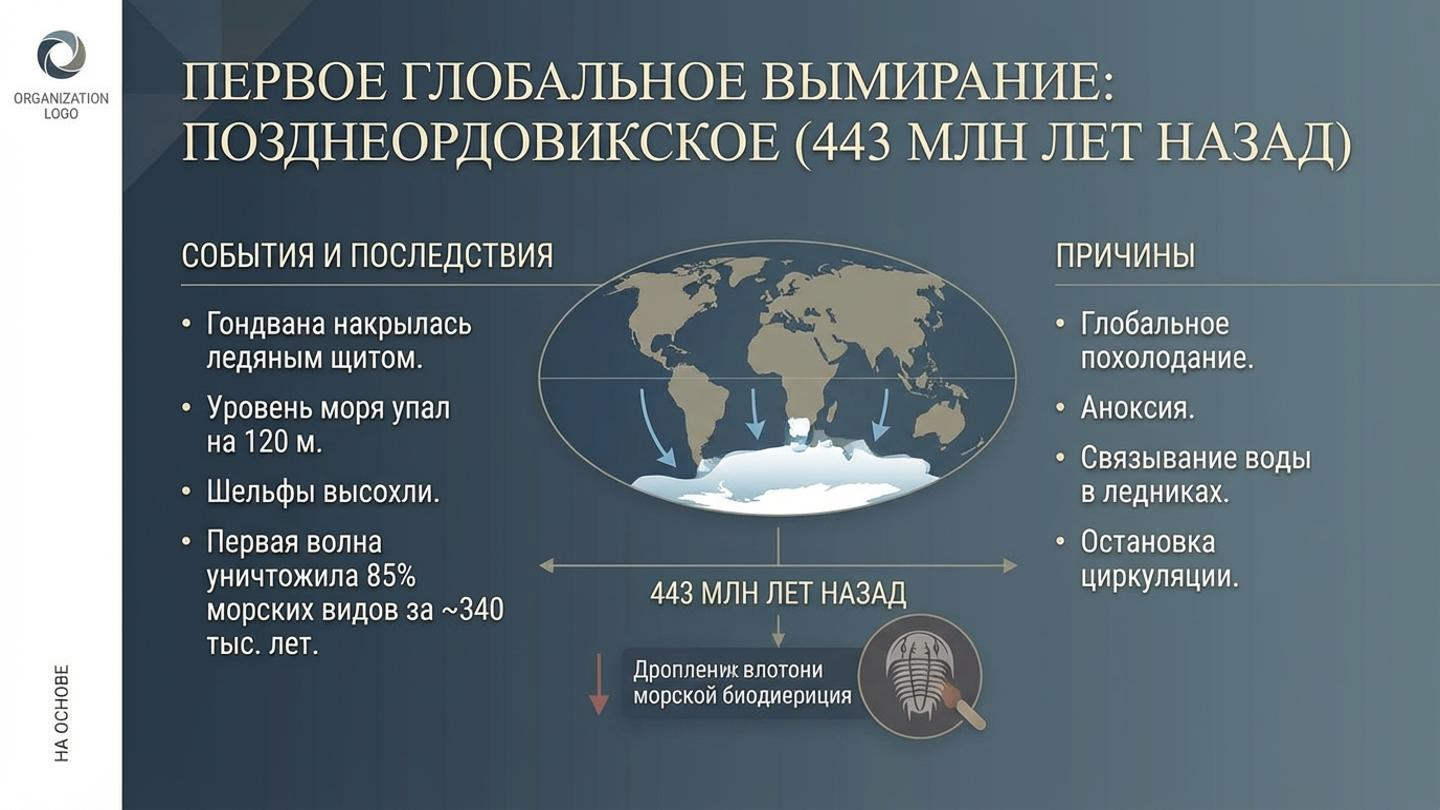 ORGANIZATION
LOGO
ПЕРВОЕ ГЛОБАЛЬНОЕ ВЫМИРАНИЕ:
ПОЗДНЕОРДОВИКСКОЕ (443 МЛН ЛЕТ НАЗАД)
СОБЫТИЯ И ПОСЛЕДСТВИЯ
• Гондвана накрылась
ледяным щитом.
• Уровень моря упал
на 120 м.
• Шельфы высохли.
• Первая волна
уничтожила 85%
морских видов за ~340
тыс. лет.
443 МЛН ЛЕТ НАЗАД
влотони
морской биодиериция
ПРИЧИНЫ
• Глобальное
похолодание.
• Аноксия.
• Связывание воды
в ледниках.
• Остановка
циркуляции.
НА ОСНОВЕ